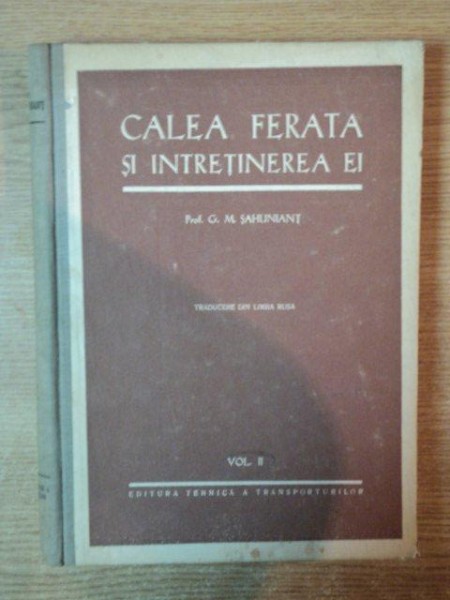 CALEA FERATA
ȘI INTREȚINEREA EI
Prof. G. M. ȘAHUNIANȚ
TRADUCERE DIN LIMBA RUSA
VOL. II
EDITURA TEHNICA A TRANSPORTURILOR